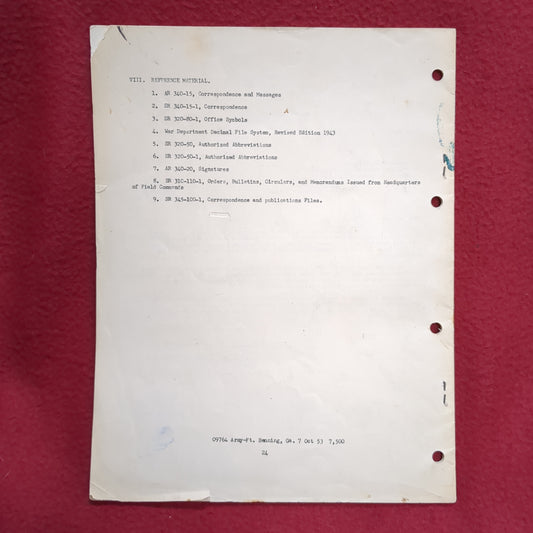 VIII. REFERENCE MATERIAL.
1. AR 340-15, Correspondence and Messages
2. SR 340-15-1, Correspondence
3. SR 320-80-1, Office Symbols
4. War Department Decimal File System, Revised Edition 1943
5. SR 320-50, Authorized Abbreviations
6. SR 320-50-1, Authorized Abbreviations
7. AR 340-20, Signatures
8. SR 310-110-1, Orders, Bulletins, Circulars, and Memorandums Issued from Headquarters
of Field Commands
9. SR 345-100-1, Correspondence and publications Files.
09764 Army-Ft. Benning, GA. 7 Oct 53 7,500
24